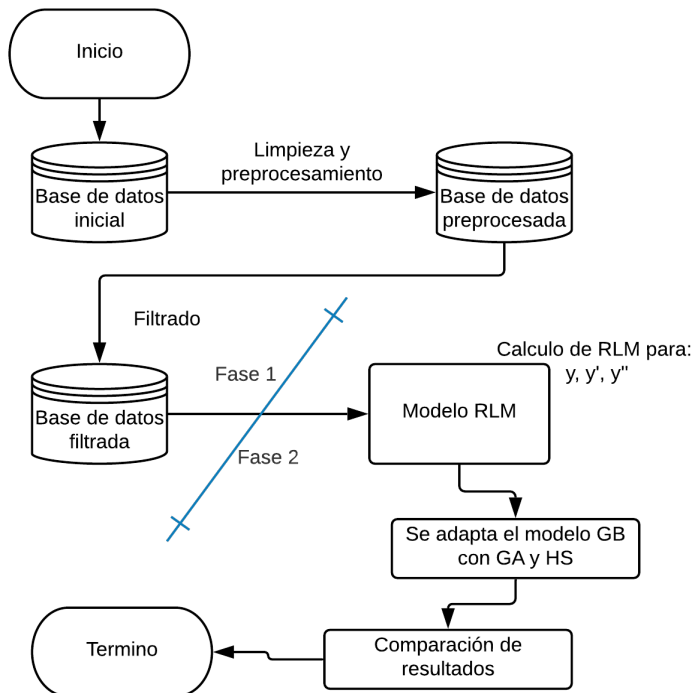 Inicio
Limpieza y
preprocesamiento
Base de datos
inicial
Base de datos
preprocesada
Filtrado
Calculo de RLM para:
y, y', y"
Fase 1
Base de datos
filtrada
Modelo RLM
Fase 2
Se adapta el modelo GB
con GA y HS
Comparación de
resultados
Termino